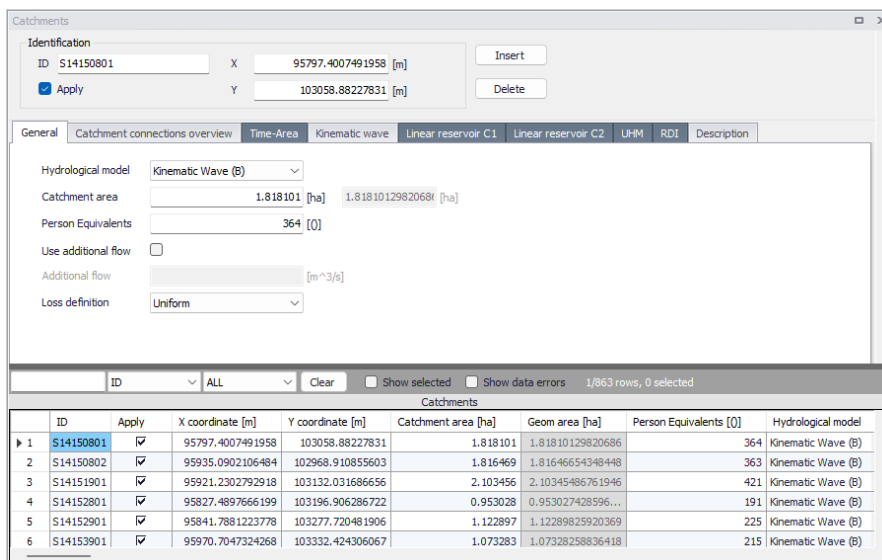 Catchments
Identification
ID S14150801 X 95797.4007491958 [m] Insert
Apply Y 103058.88227831 [m] Delete
General Catchment connections overview Time-Area Kinematic wave Linear reservoir C1 Linear reservoir C2 UHM RDI Description
Hydrological model Kinematic Wave (B)
Catchment area 1.818101 [ha] 1.8181012982068 [ha]
Person Equivalents 364 [()]
Use additional flow
Additional flow [m^3/s]
Loss definition Uniform
ID ALL Clear Show selected Show data errors 1/863 rows, 0 selected
Catchments
ID Apply X coordinate [m] Y coordinate [m] Catchment area [ha] Geom area [ha] Person Equivalents [()] Hydrological model
1 S14150801 95797.4007491958 103058.88227831 1.818101 1.81810129820686 364 Kinematic Wave (B)
2 S14150802 95935.0902106484 102968.910855603 1.816469 1.81646654348448 363 Kinematic Wave (B)
3 S14151901 95921.2302792918 103132.031686656 2.103456 2.10345486761946 421 Kinematic Wave (B)
4 S14152801 95827.4897666199 103196.906286722 0.953028 0.953027428596... 191 Kinematic Wave (B)
5 S14152901 95841.7881223778 103277.720481906 1.122897 1.12289825920369 225 Kinematic Wave (B)
6 S14153901 95970.7047324268 103332.424306067 1.073283 1.07328258836418 215 Kinematic Wave (B)